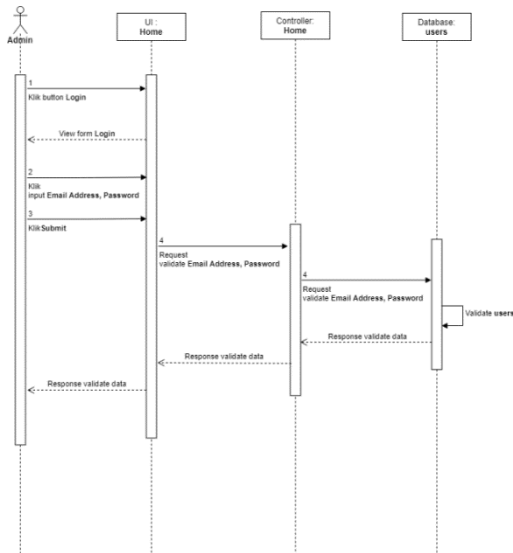 Admin
UI :
Home
Controller:
Home
Database:
users
1
Klik button Login
View form Login
2
Klik
input Email Address, Password
3
KlikSubmit
4
Request
validate Email Address, Password
4
Request
validate Email Address, Password
Validate users
Response validate data
Response validate data
Response validate data